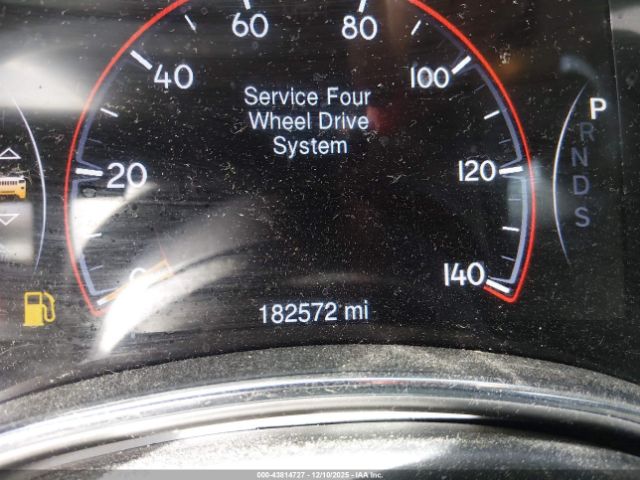 60 80
40 100
Service Four
Wheel Drive
System
20 120
0 140
182572 mi
P
R
N
D
S
000-43814727 - 12/10/2025 - IAA Inc.